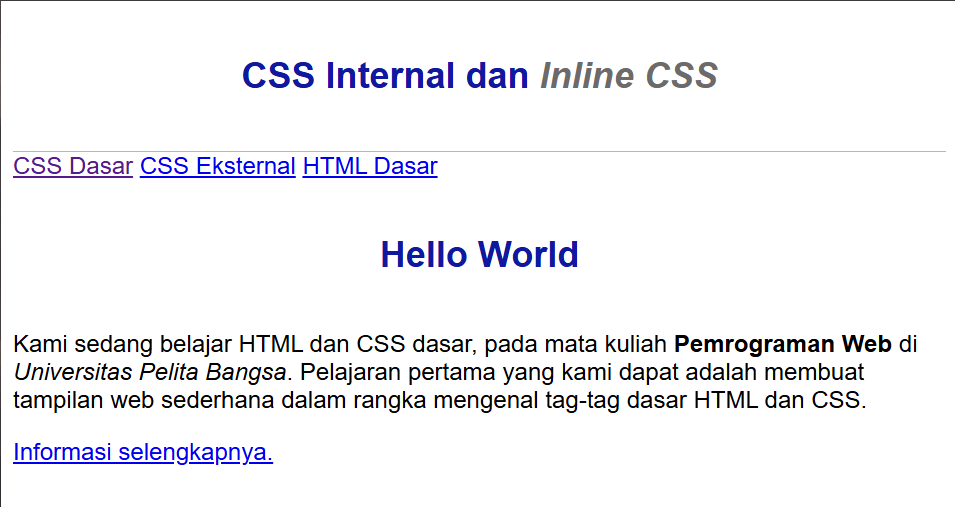 CSS Internal dan Inline CSS
CSS Dasar CSS Eksternal HTML Dasar
Hello World
Kami sedang belajar HTML dan CSS dasar, pada mata kuliah Pemrograman Web di
Universitas Pelita Bangsa. Pelajaran pertama yang kami dapat adalah membuat
tampilan web sederhana dalam rangka mengenal tag-tag dasar HTML dan CSS.
Informasi selengkapnya.